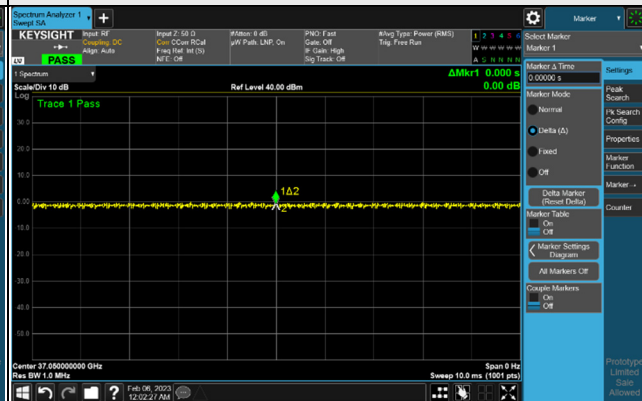 Spectrum Analyzer 1
Swept SA
+
Marker
KEYSIGHT
Input: RF
Coupling: DC
Align: Auto
Input Z: 50 Ω
Corr: CCorr RCal
Freq Ref: Int (S)
NFE: Off
#Atten: 0 dB
µW Path: LNP, On
PNO: Fast
Gate: Off
IF Gain: High
Sig Track: Off
#Avg Type: Power (RMS)
Trig: Free Run
1 2 3 4 5 6
W W W W W W
A S N N N N
LV
PASS
Select Marker
Marker 1
1 Spectrum
ΔMkr1 0.000 s
0.00 dB
Scale/Div 10 dB
Ref Level 40.00 dBm
Log
Trace 1 Pass
30.0
20.0
10.0
0.00
10.0
20.0
30.0
40.0
50.0
1Δ2
2
Center 37.050000000 GHz
Res BW 1.0 MHz
Span 0 Hz
Sweep 10.0 ms (1001 pts)
Marker Δ Time
0.00000 s
Marker Mode
Normal
Delta (Δ)
Fixed
Off
Delta Marker
(Reset Delta)
Marker Table
On
Off
Marker Settings
Diagram
All Markers Off
Couple Markers
On
Off
Settings
Peak
Search
Pk Search
Config
Properties
Marker
Function
Marker→
Counter
Prototype
Limited
Sale
Allowed
?
Feb 06, 2023
12:02:27 AM